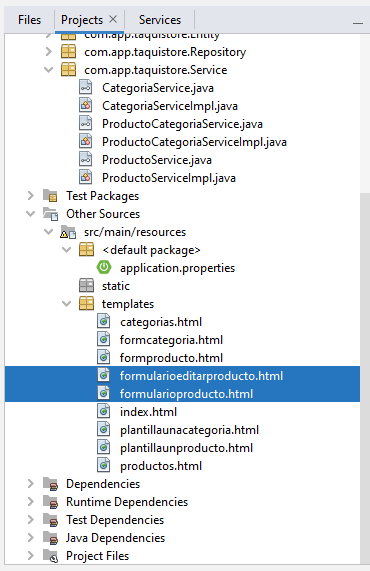 Files Projects Services
com.app.taquistore.Entity
com.app.taquistore.Repository
com.app.taquistore.Service
CategoriaService.java
CategoriaServiceImpl.java
ProductoCategoriaService.java
ProductoCategoriaServiceImpl.java
ProductoService.java
ProductoServiceImpl.java
Test Packages
Other Sources
src/main/resources
<default package>
application.properties
static
templates
categorias.html
formcategoria.html
formproducto.html
formularioeditarproducto.html
formularioproducto.html
index.html
plantillaunacategoria.html
plantillaunproducto.html
productos.html
Dependencies
Runtime Dependencies
Test Dependencies
Java Dependencies
Project Files